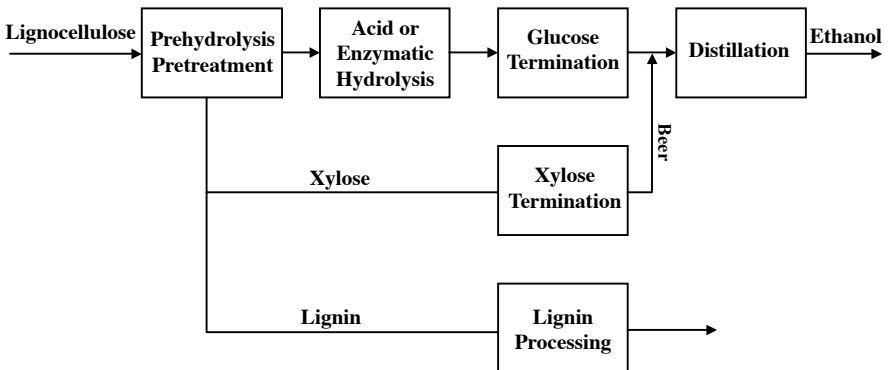 Lignocellulose
Prehydrolysis
Pretreatment
Acid or
Enzymatic
Hydrolysis
Glucose
Termination
Distillation
Ethanol
Beer
Xylose
Xylose
Termination
Lignin
Lignin
Processing